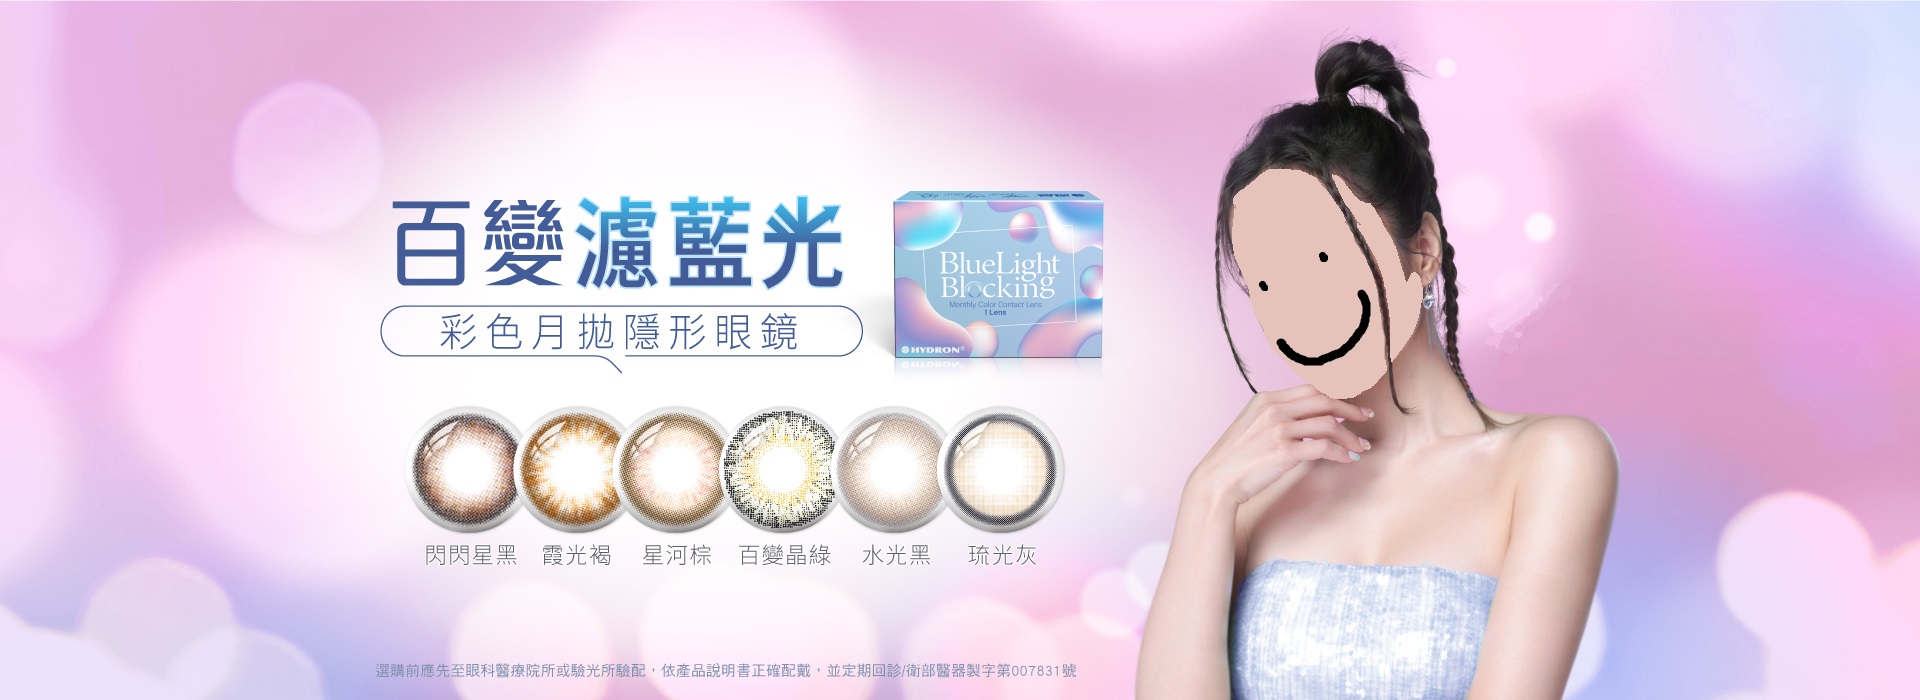 百變濾藍光
彩色月拋隱形眼鏡
BlueLight
Blocking
Monthly Color Contact Lens
1 Lens
HYDRON®
閃閃星黑 霞光褐 星河棕 百變晶綠 水光黑 琉光灰
選購前應先至眼科醫療院所或驗光所驗配，依產品說明書正確配戴，並定期回診/衛部醫器製字第007831號